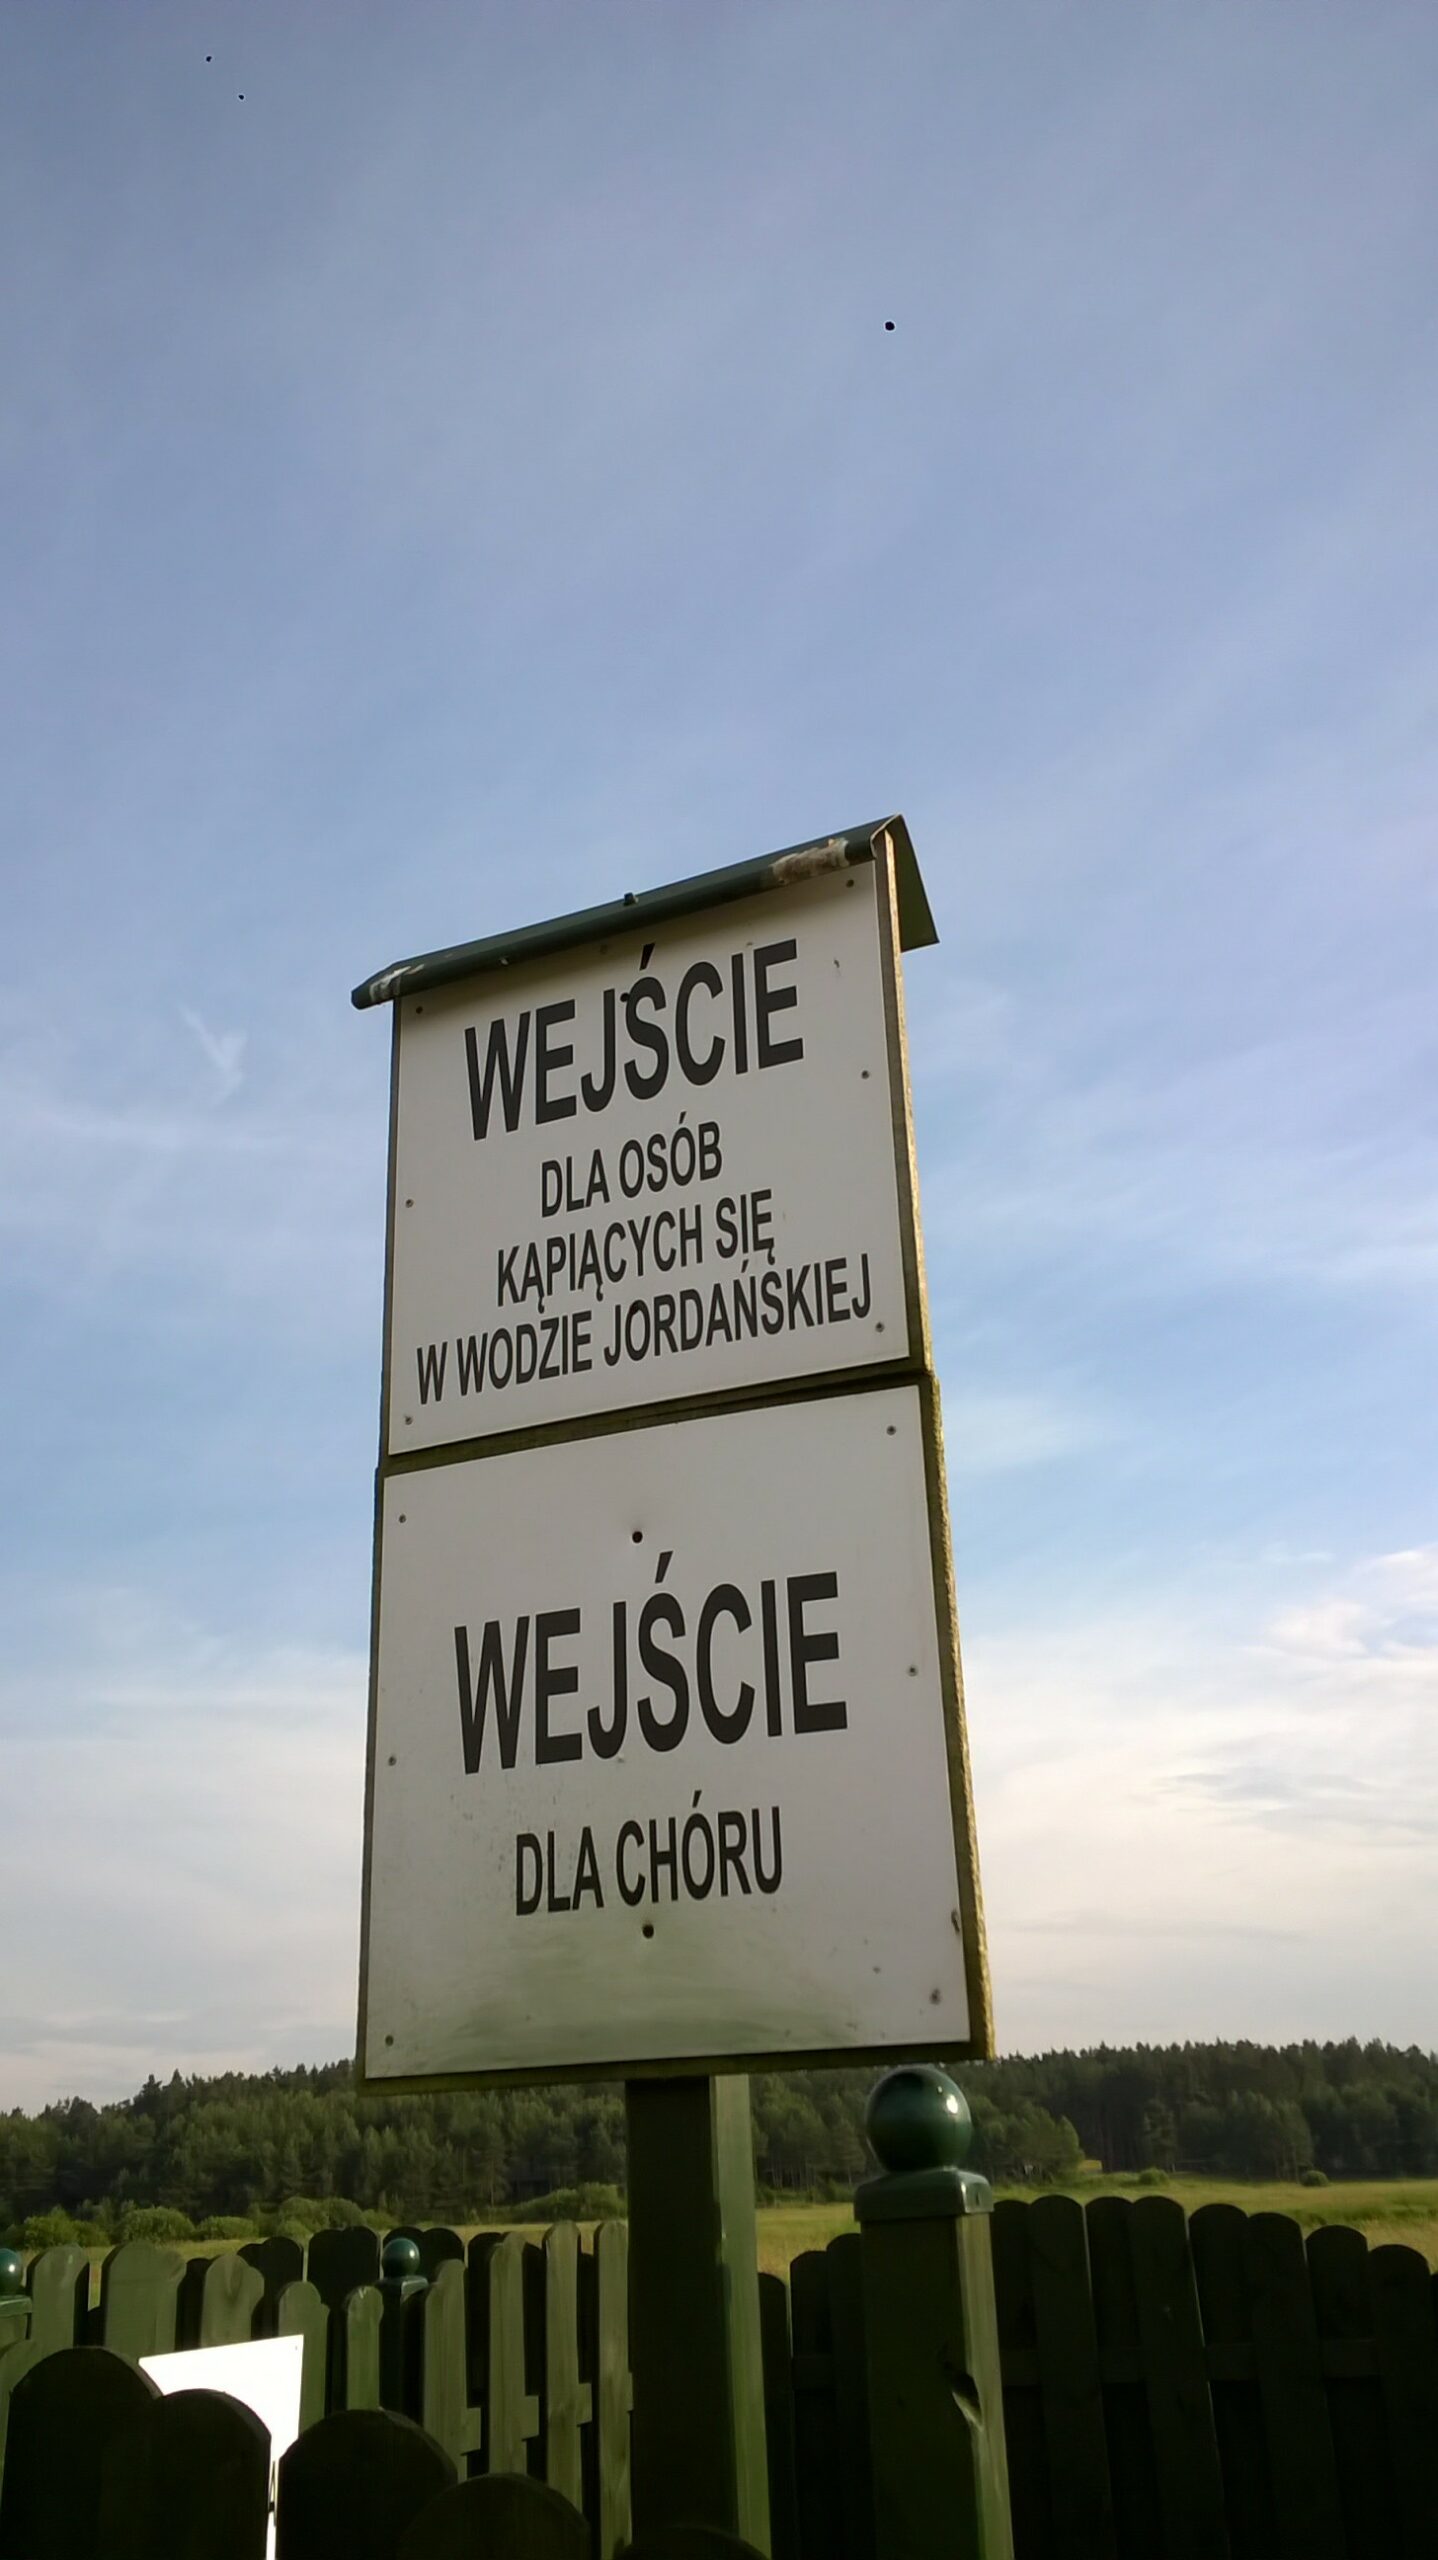 WEJŚCIE
DLA OSÓB
KĄPIĄCYCH SIĘ
W WODZIE JORDAŃSKIEJ
WEJŚCIE
DLA CHÓRU